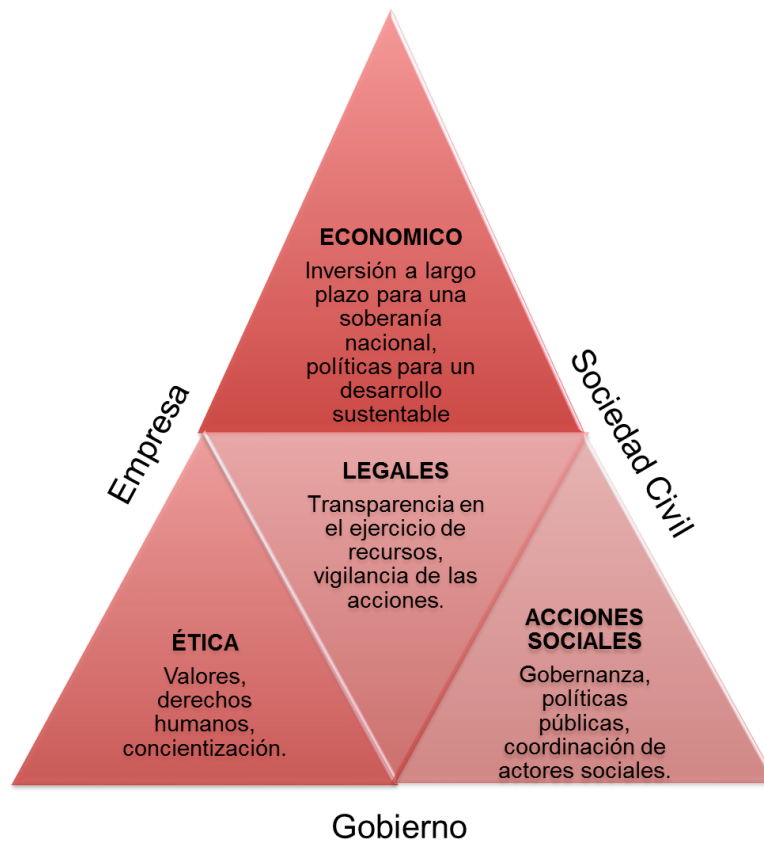 ECONOMICO
Inversión a largo
plazo para una
soberanía
nacional,
políticas para un
desarrollo
sustentable
Empresa
Sociedad Civil
LEGALES
Transparencia en
el ejercicio de
recursos,
vigilancia de las
acciones.
ÉTICA
Valores,
derechos
humanos,
concientización.
ACCIONES
SOCIALES
Gobernanza,
políticas
públicas,
coordinación de
actores sociales.
Gobierno